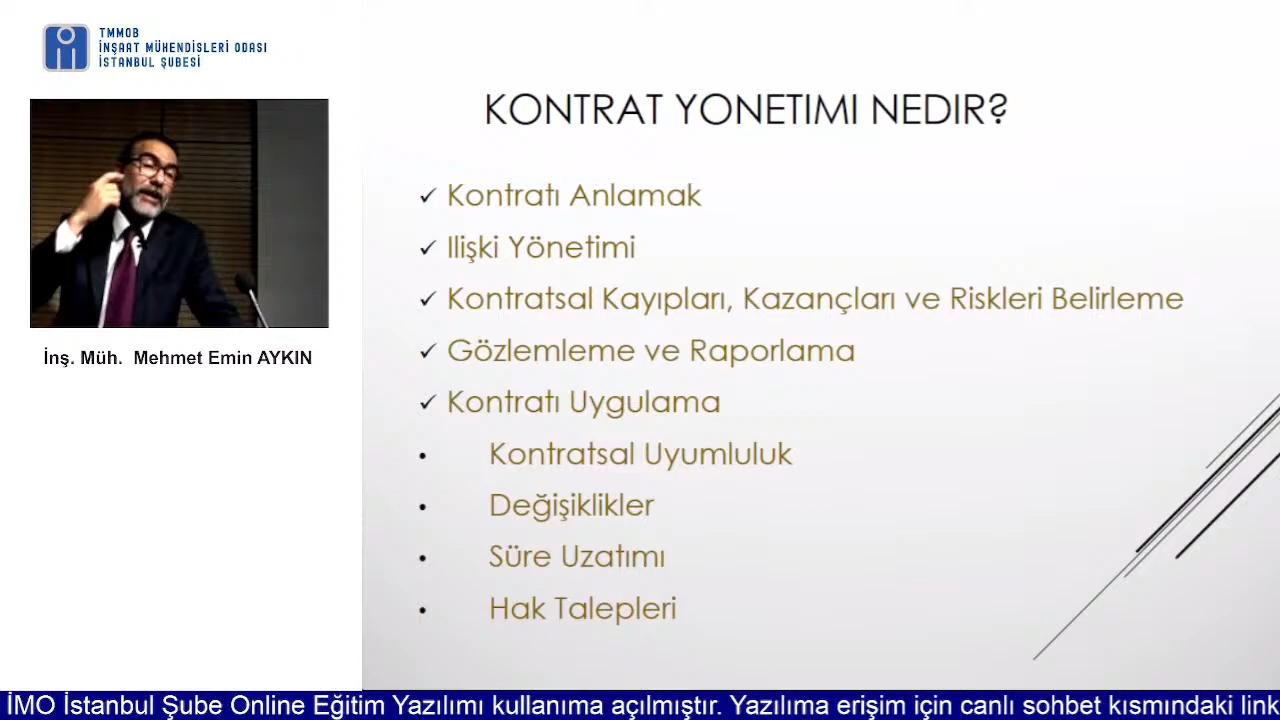 TMMOB
İNŞAAT MÜHENDİSLERİ ODASI
İSTANBUL ŞUBESİ
İnş. Müh.  Mehmet Emin AYKIN
KONTRAT YONETIMI NEDIR?
✓ Kontratı Anlamak
✓ Ilişki Yönetimi
✓ Kontratsal Kayıpları, Kazançları ve Riskleri Belirleme
✓ Gözlemleme ve Raporlama
✓ Kontratı Uygulama
• Kontratsal Uyumluluk
• Değişiklikler
• Süre Uzatımı
• Hak Talepleri
İMO İstanbul Şube Online Eğitim Yazılımı kullanıma açılmıştır. Yazılıma erişim için canlı sohbet kısmındaki link